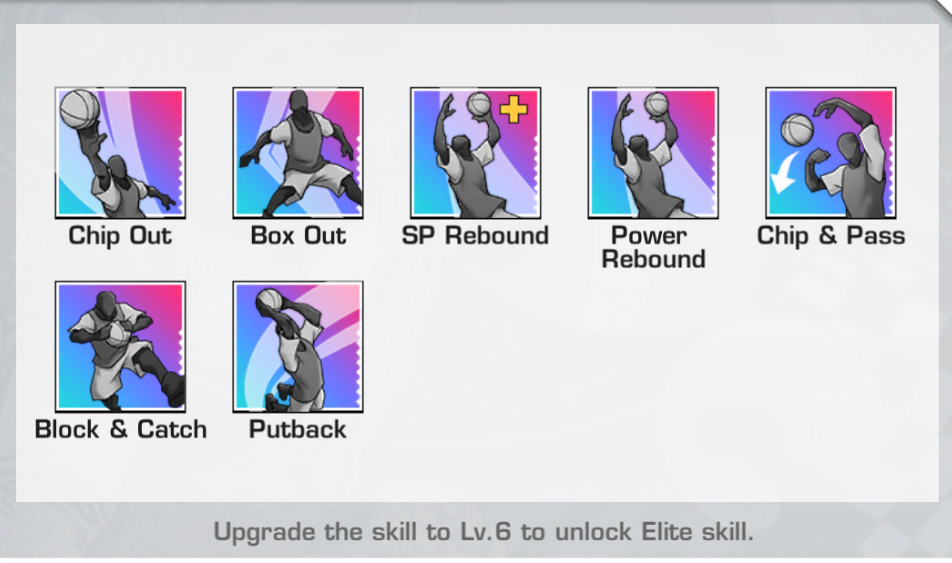 Chip Out
Box Out
SP Rebound
Power
Rebound
Chip & Pass
Block & Catch
Putback
Upgrade the skill to Lv.6 to unlock Elite skill.